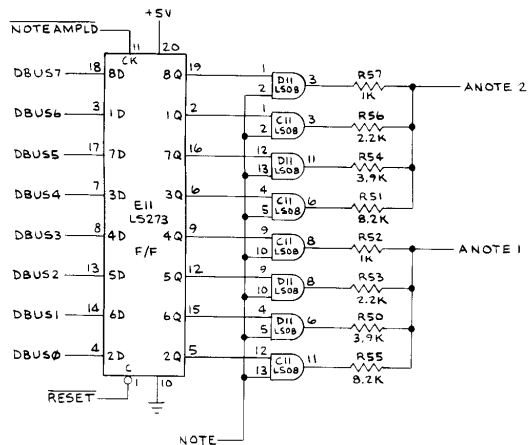 +5V
NOTEAMPLD
11 20
CK
DBUS7 18 8D 8Q 19 1 2 D11 LS08 3 R57 1K ANOTE 2
DBUS6 3 1D 1Q 2 1 2 C11 LS08 3 R56 2.2K
DBUS5 17 7D 7Q 16 12 13 D11 LS08 11 R54 3.9K
DBUS4 7 3D 3Q 6 4 5 C11 LS08 6 R51 8.2K
E11
LS273
F/F
DBUS3 8 4D 4Q 9 9 10 C11 LS08 8 R52 1K ANOTE 1
DBUS2 13 5D 5Q 12 9 10 D11 LS08 8 R53 2.2K
DBUS1 14 6D 6Q 15 4 5 D11 LS08 6 R50 3.9K
DBUSØ 4 2D 2Q 5 12 13 C11 LS08 11 R55 8.2K
C
1 10
RESET
NOTE